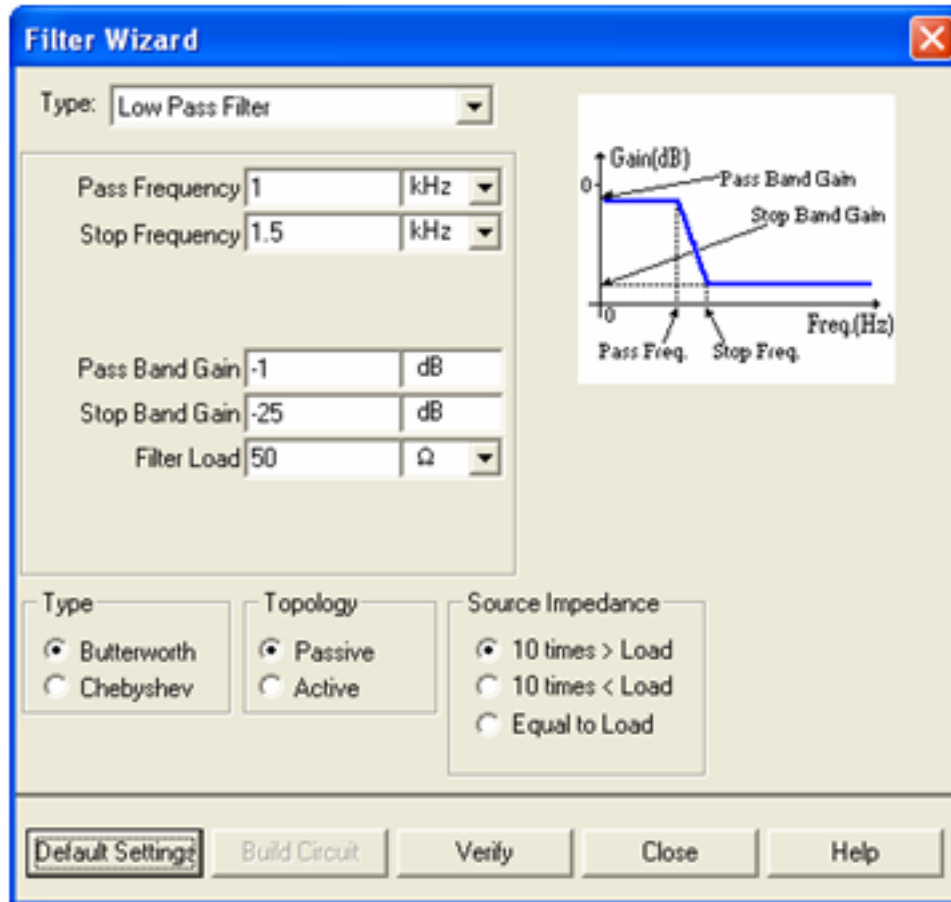 Filter Wizard
Type: Low Pass Filter
Pass Frequency 1 kHz
Stop Frequency 1.5 kHz
Pass Band Gain -1 dB
Stop Band Gain -25 dB
Filter Load 50 Ω
Gain(dB)
0
Pass Band Gain
Stop Band Gain
0
Freq.(Hz)
Pass Freq. Stop Freq.
Type
Butterworth
Chebyshev
Topology
Passive
Active
Source Impedance
10 times > Load
10 times < Load
Equal to Load
Default Settings Build Circuit Verify Close Help